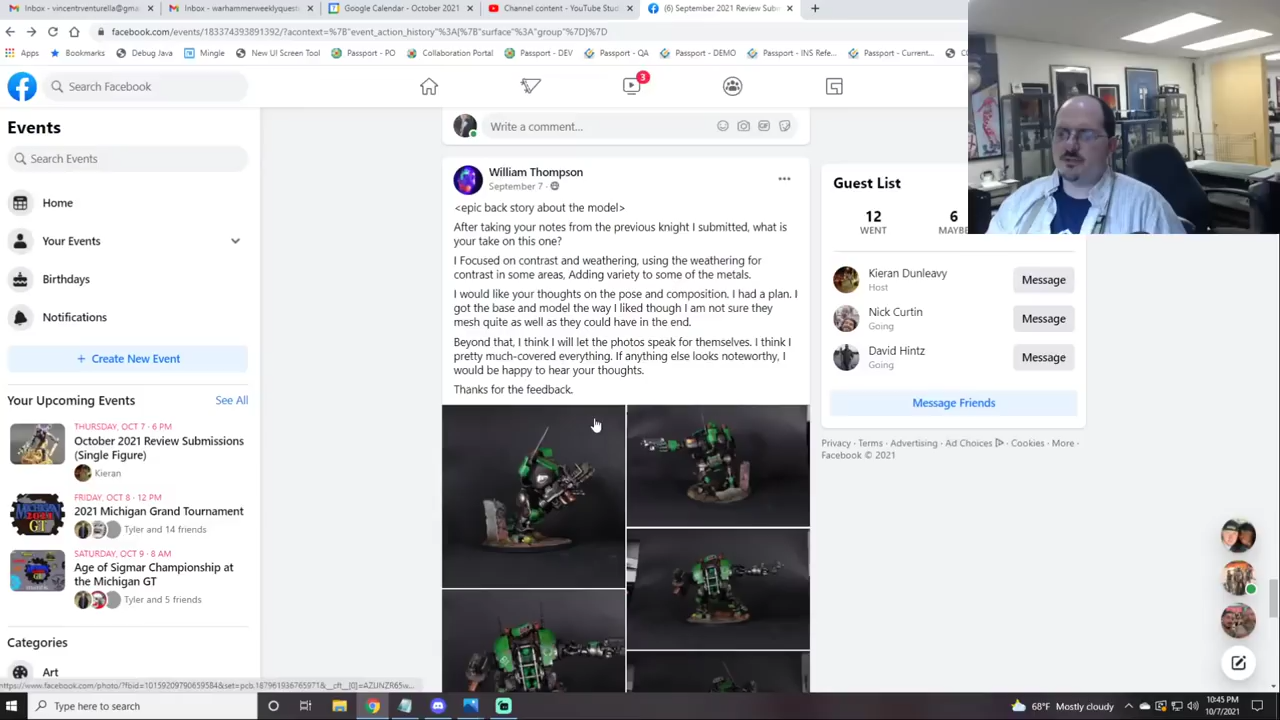 Inbox - vincentrventurella@gma
Inbox - warhammerweeklyquest
Google Calendar - October 2021
Channel content - YouTube Stud
(6) September 2021 Review Sub
facebook.com/events/183374393891392/?acontext=%7B"event_action_history"%3A[%7B"surface"%3A"group"%7D]%7D
Apps
Bookmarks
Debug Java
Mingle
New UI Screen Tool
Passport - PO
Collaboration Portal
Passport - DEV
Passport - QA
Passport - DEMO
Passport - INS Refe...
Passport - Current...
Search Facebook
3
Events
Search Events
Home
Your Events
Birthdays
Notifications
+ Create New Event
Your Upcoming Events
See All
THURSDAY, OCT 7 · 6 PM
October 2021 Review Submissions
(Single Figure)
Kieran
FRIDAY, OCT 8 · 12 PM
2021 Michigan Grand Tournament
Tyler and 14 friends
SATURDAY, OCT 9 · 8 AM
Age of Sigmar Championship at
the Michigan GT
Tyler and 5 friends
Categories
Art
Write a comment...
William Thompson
September 7 ·
<epic back story about the model>
After taking your notes from the previous knight I submitted, what is
your take on this one?
I Focused on contrast and weathering, using the weathering for
contrast in some areas, Adding variety to some of the metals.
I would like your thoughts on the pose and composition. I had a plan. I
got the base and model the way I liked though I am not sure they
mesh quite as well as they could have in the end.
Beyond that, I think I will let the photos speak for themselves. I think I
pretty much-covered everything. If anything else looks noteworthy, I
would be happy to hear your thoughts.
Thanks for the feedback.
Guest List
12
WENT
6
MAYBE
Kieran Dunleavy
Host
Message
Nick Curtin
Going
Message
David Hintz
Going
Message
Message Friends
Privacy · Terms · Advertising · Ad Choices · Cookies · More ·
Facebook © 2021
Type here to search
68°F Mostly cloudy
10:45 PM
10/7/2021